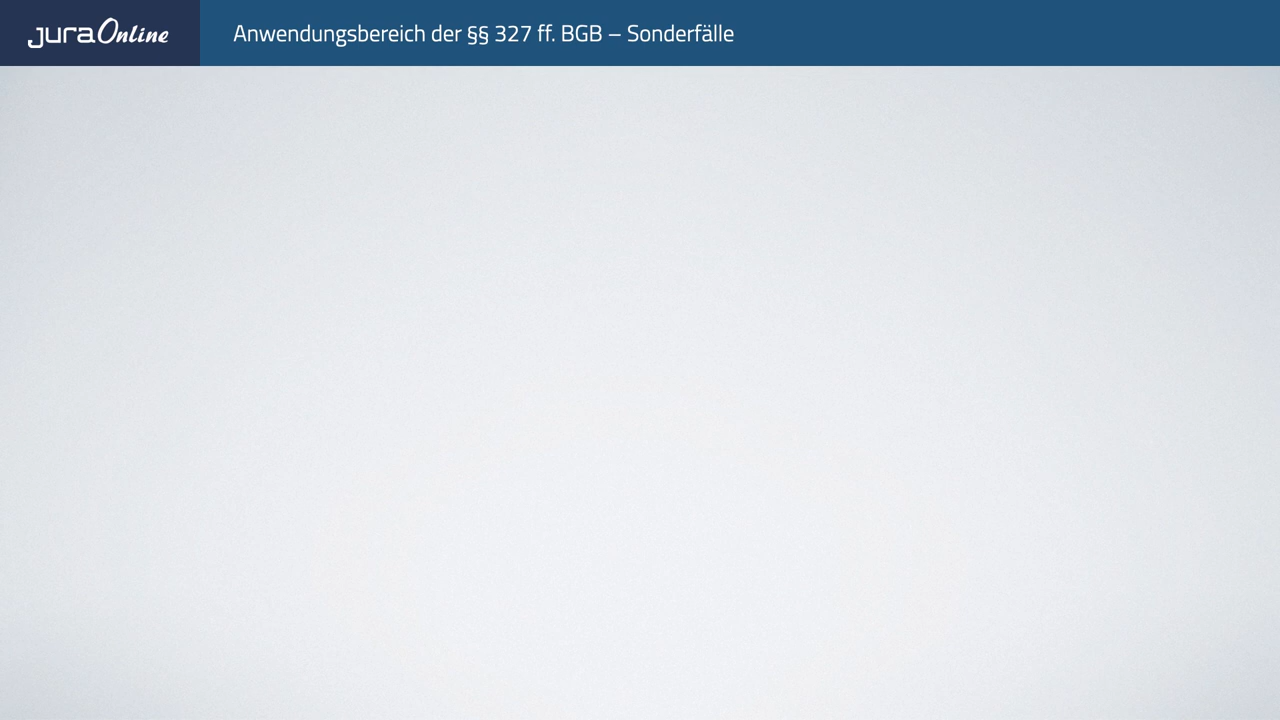 juraOnline
Anwendungsbereich der §§ 327 ff. BGB – Sonderfälle